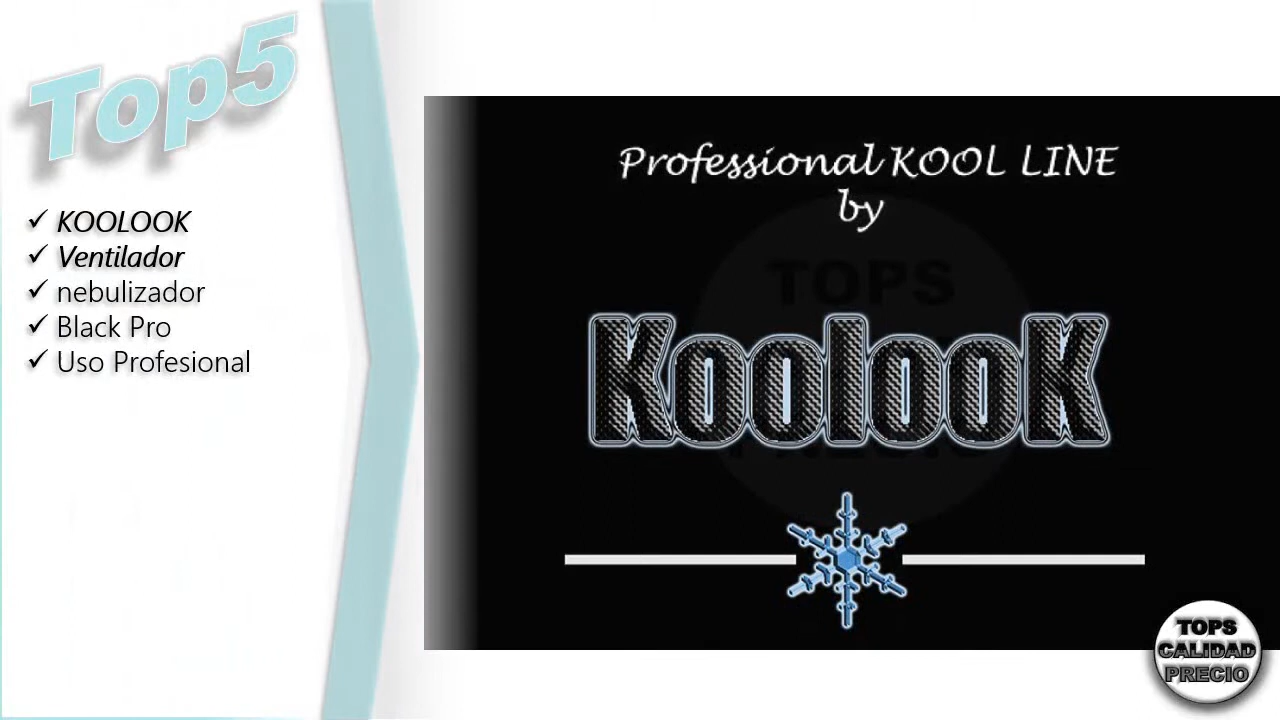 Top5
✓ KOOLOOK
✓ Ventilador
✓ nebulizador
✓ Black Pro
✓ Uso Profesional
Professional KOOL LINE
by
KoolooK
TOPS
CALIDAD
PRECIO